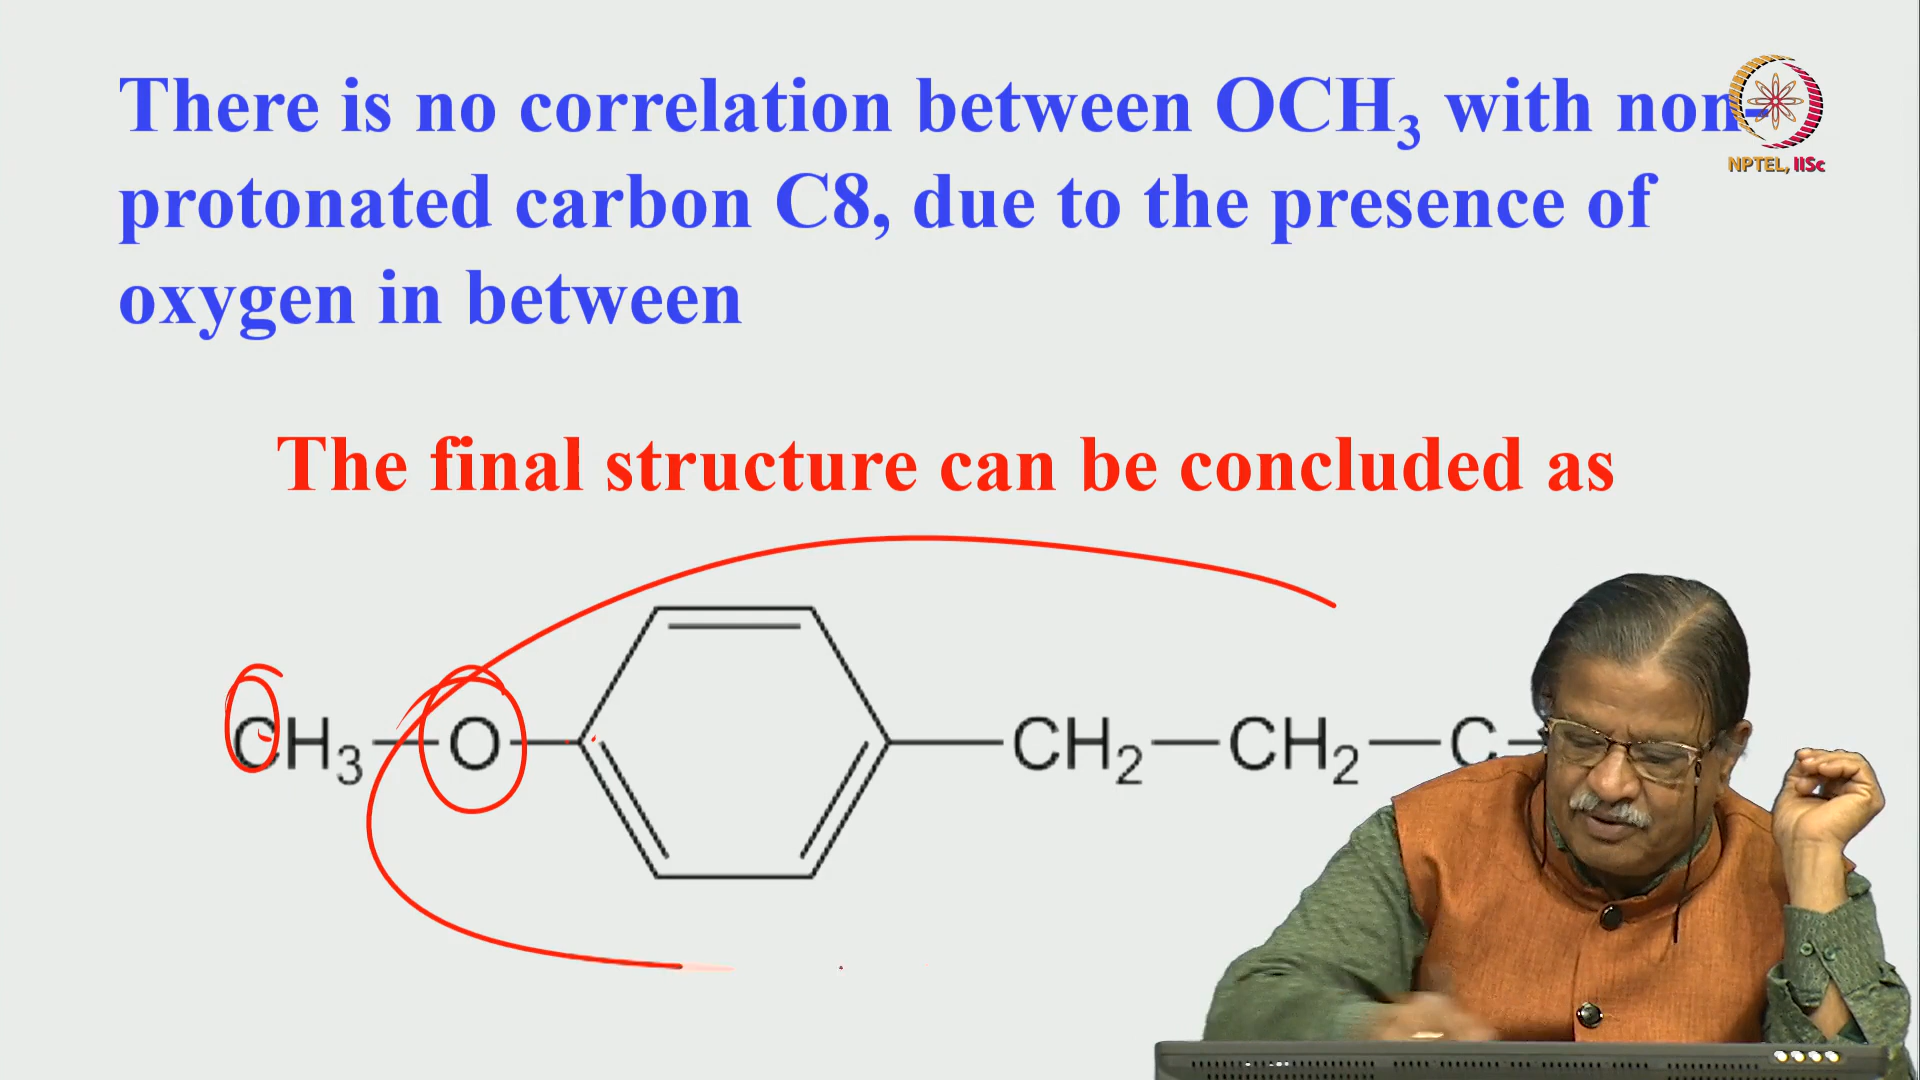 There is no correlation between OCH₃ with non-
NPTEL, IISc
protonated carbon C8, due to the presence of
oxygen in between
The final structure can be concluded as
CH₃—O CH₂—CH₂—C